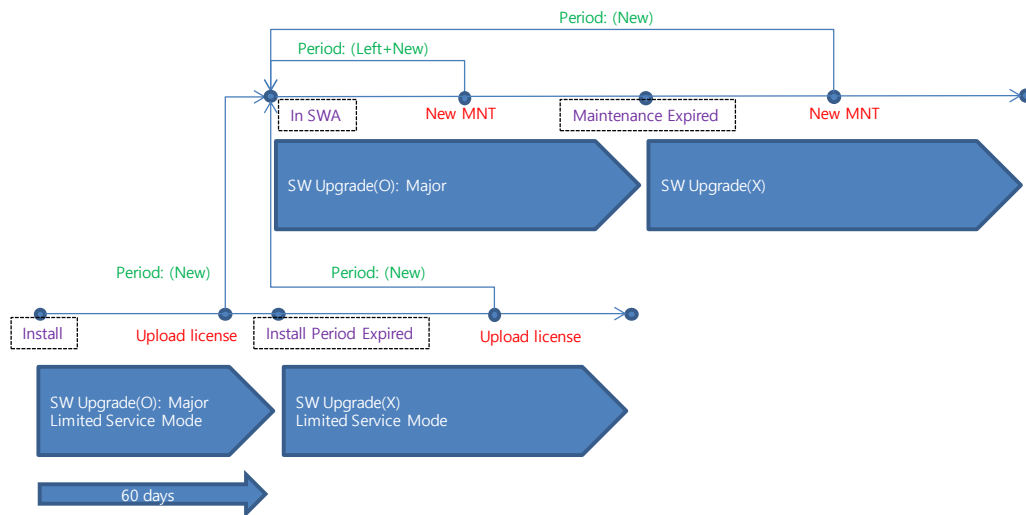 Period: (New)
Period: (Left+New)
In SWA
New MNT
Maintenance Expired
New MNT
SW Upgrade(O): Major
SW Upgrade(X)
Period: (New)
Period: (New)
Install
Upload license
Install Period Expired
Upload license
SW Upgrade(O): Major
Limited Service Mode
SW Upgrade(X)
Limited Service Mode
60 days